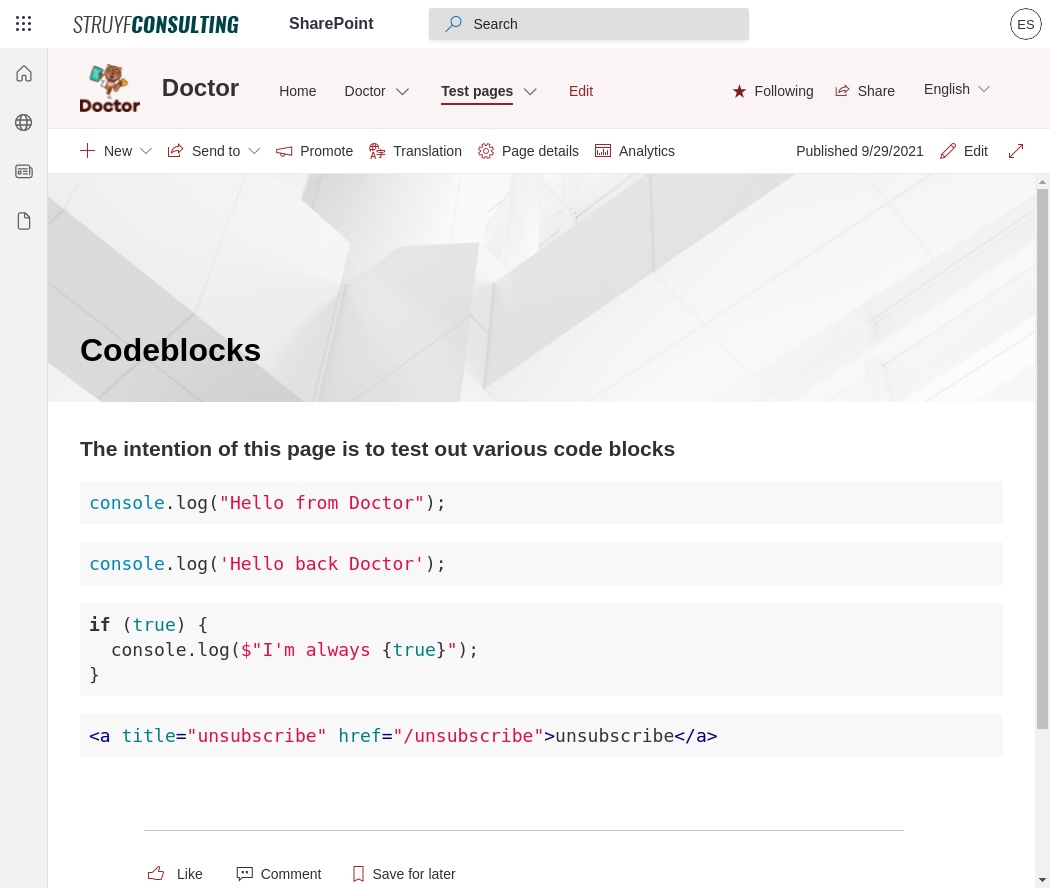 STRUYFCONSULTING SharePoint Search ES
Doctor Doctor Home Doctor Test pages Edit Following Share English
New Send to Promote Translation Page details Analytics Published 9/29/2021 Edit
Codeblocks
The intention of this page is to test out various code blocks
console.log("Hello from Doctor");
console.log('Hello back Doctor');
if (true) {
  console.log($"I'm always {true}");
}
<a title="unsubscribe" href="/unsubscribe">unsubscribe</a>
Like Comment Save for later